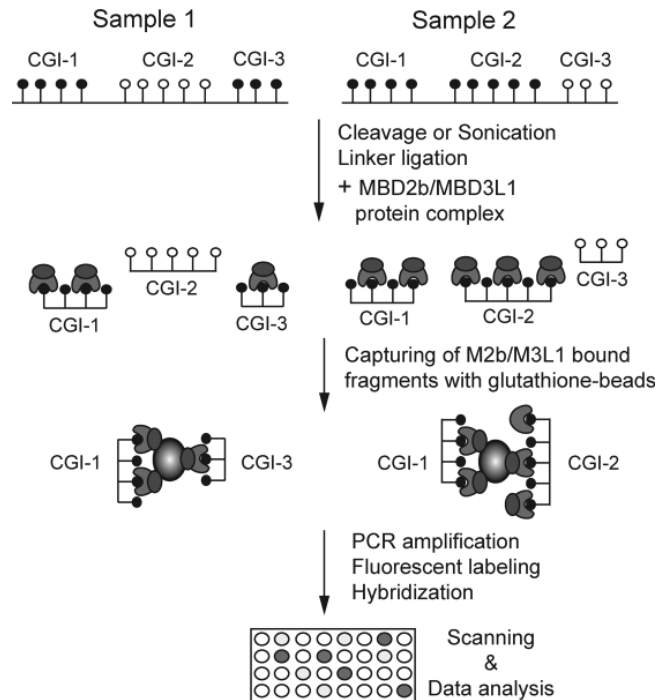 Sample 1
Sample 2
CGI-1 CGI-2 CGI-3
CGI-1 CGI-2 CGI-3
Cleavage or Sonication
Linker ligation
+ MBD2b/MBD3L1
protein complex
CGI-1
CGI-2
CGI-3
CGI-1
CGI-2
CGI-3
Capturing of M2b/M3L1 bound
fragments with glutathione-beads
CGI-1
CGI-3
CGI-1
CGI-2
PCR amplification
Fluorescent labeling
Hybridization
Scanning
&
Data analysis